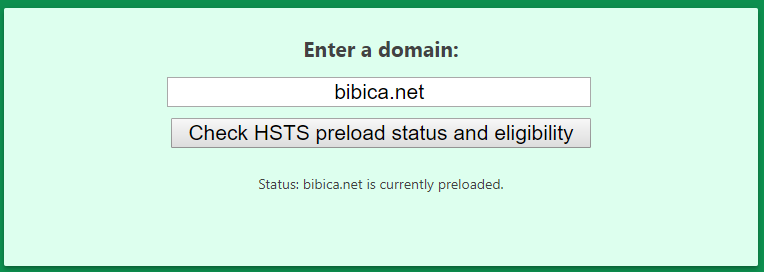 Enter a domain:
bibica.net
Check HSTS preload status and eligibility
Status: bibica.net is currently preloaded.